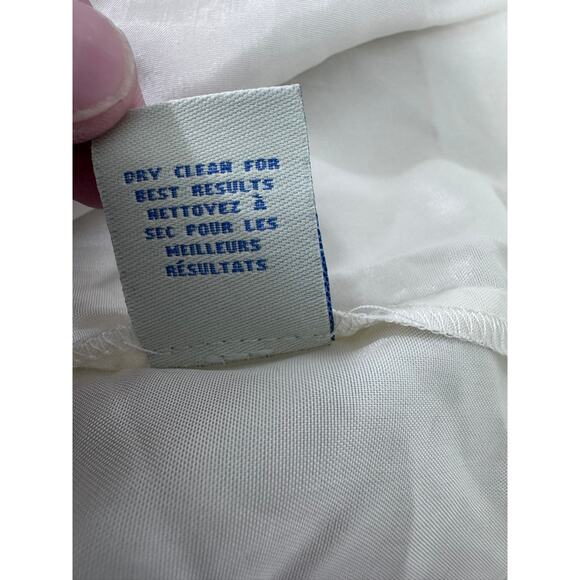 DRY CLEAN FOR
BEST RESULTS
NETTOYEZ À
SEC POUR LES
MEILLEURS
RÉSULTATS